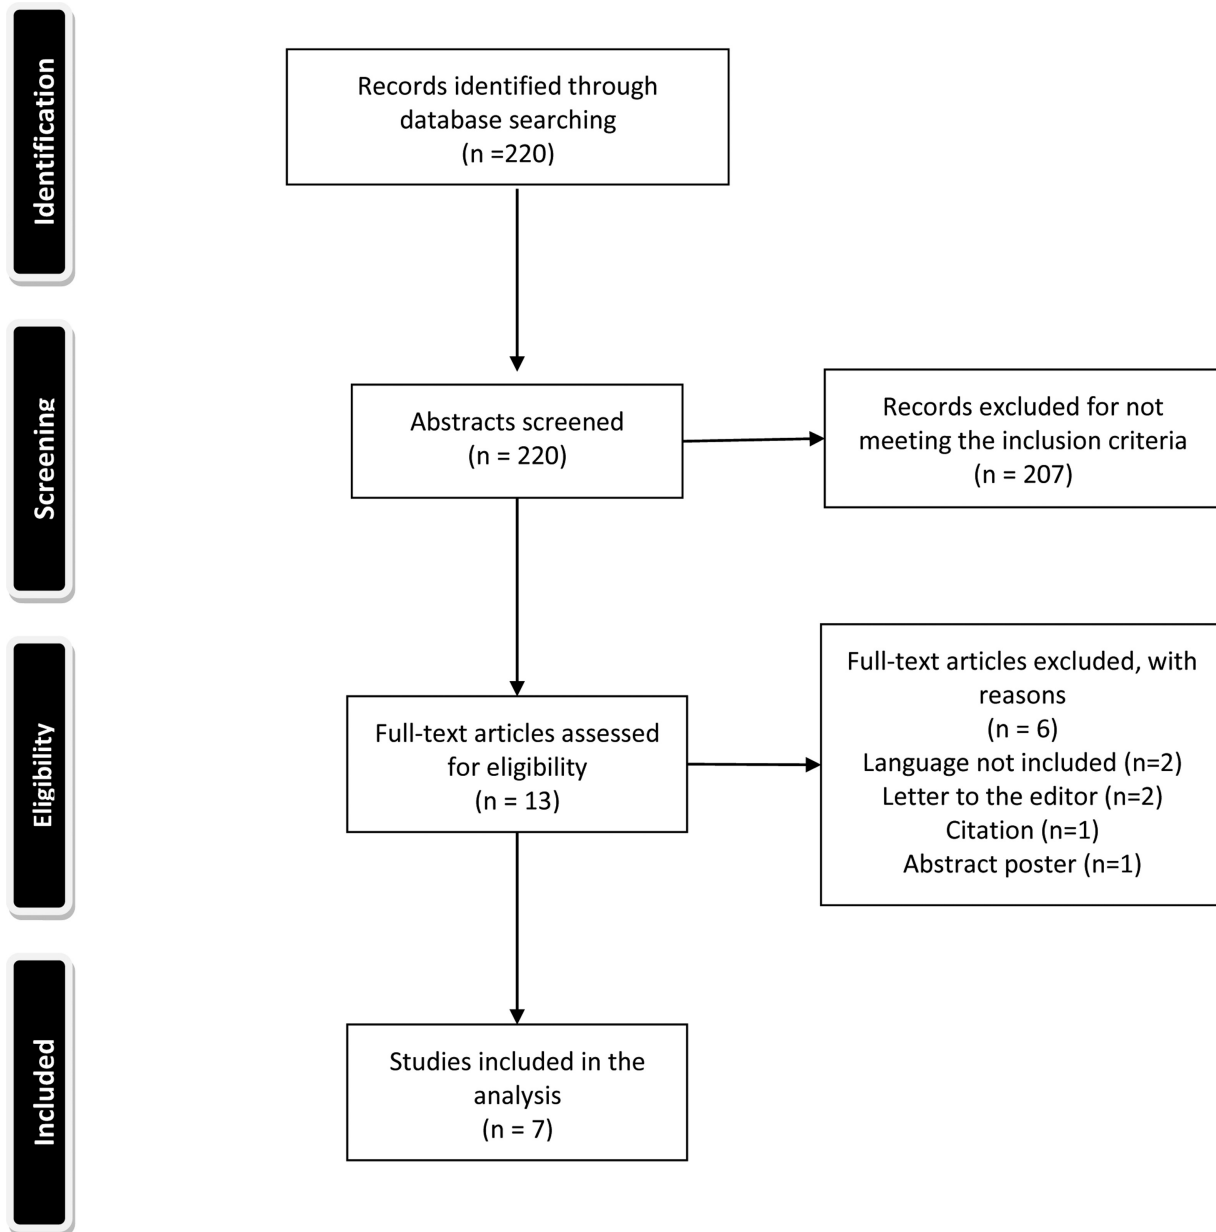 Identification
Records identified through
database searching
(n =220)
Screening
Abstracts screened
(n = 220)
Records excluded for not
meeting the inclusion criteria
(n = 207)
Eligibility
Full-text articles assessed
for eligibility
(n = 13)
Full-text articles excluded, with
reasons
(n = 6)
Language not included (n=2)
Letter to the editor (n=2)
Citation (n=1)
Abstract poster (n=1)
Included
Studies included in the
analysis
(n = 7)